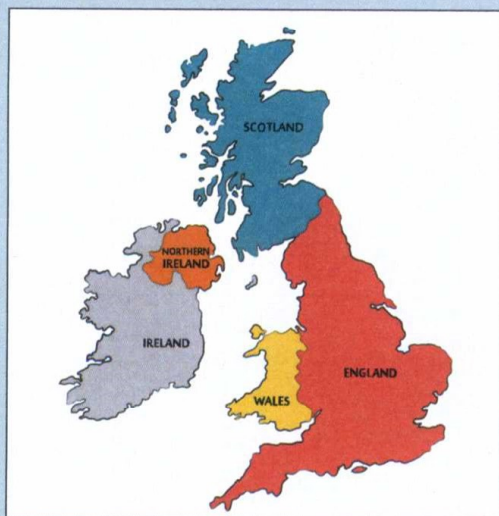 SCOTLAND
NORTHERN
IRELAND
IRELAND
ENGLAND
WALES